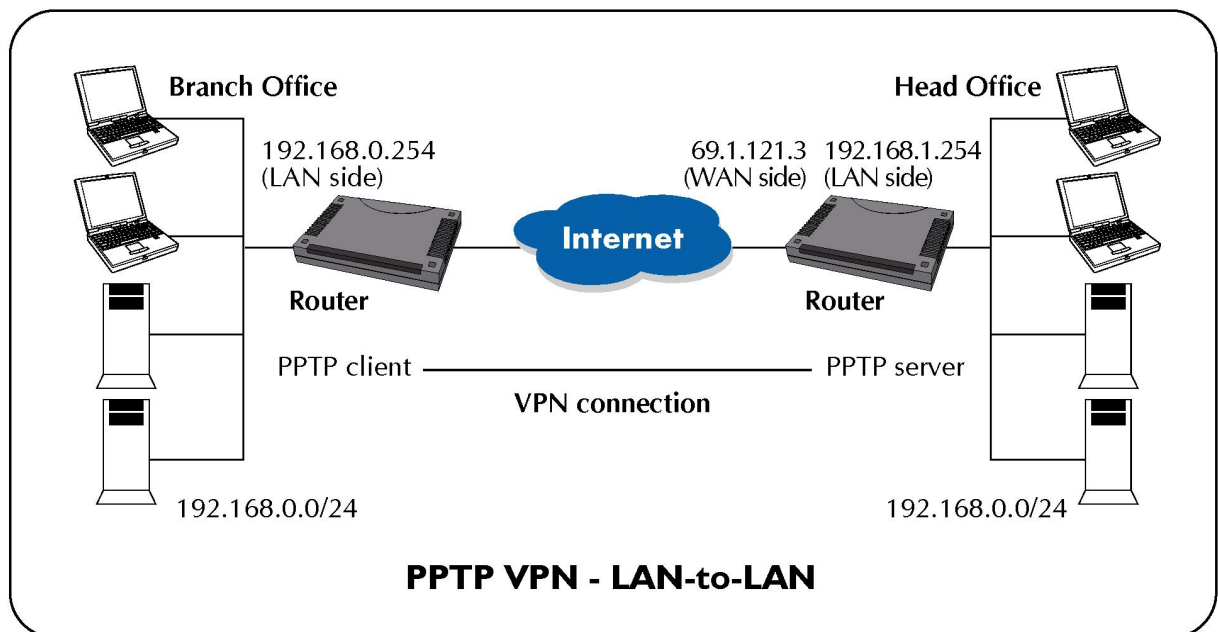 Branch Office
Head Office
192.168.0.254
(LAN side)
69.1.121.3
(WAN side)
192.168.1.254
(LAN side)
Internet
Router
Router
PPTP client
PPTP server
VPN connection
192.168.0.0/24
192.168.0.0/24
PPTP VPN - LAN-to-LAN